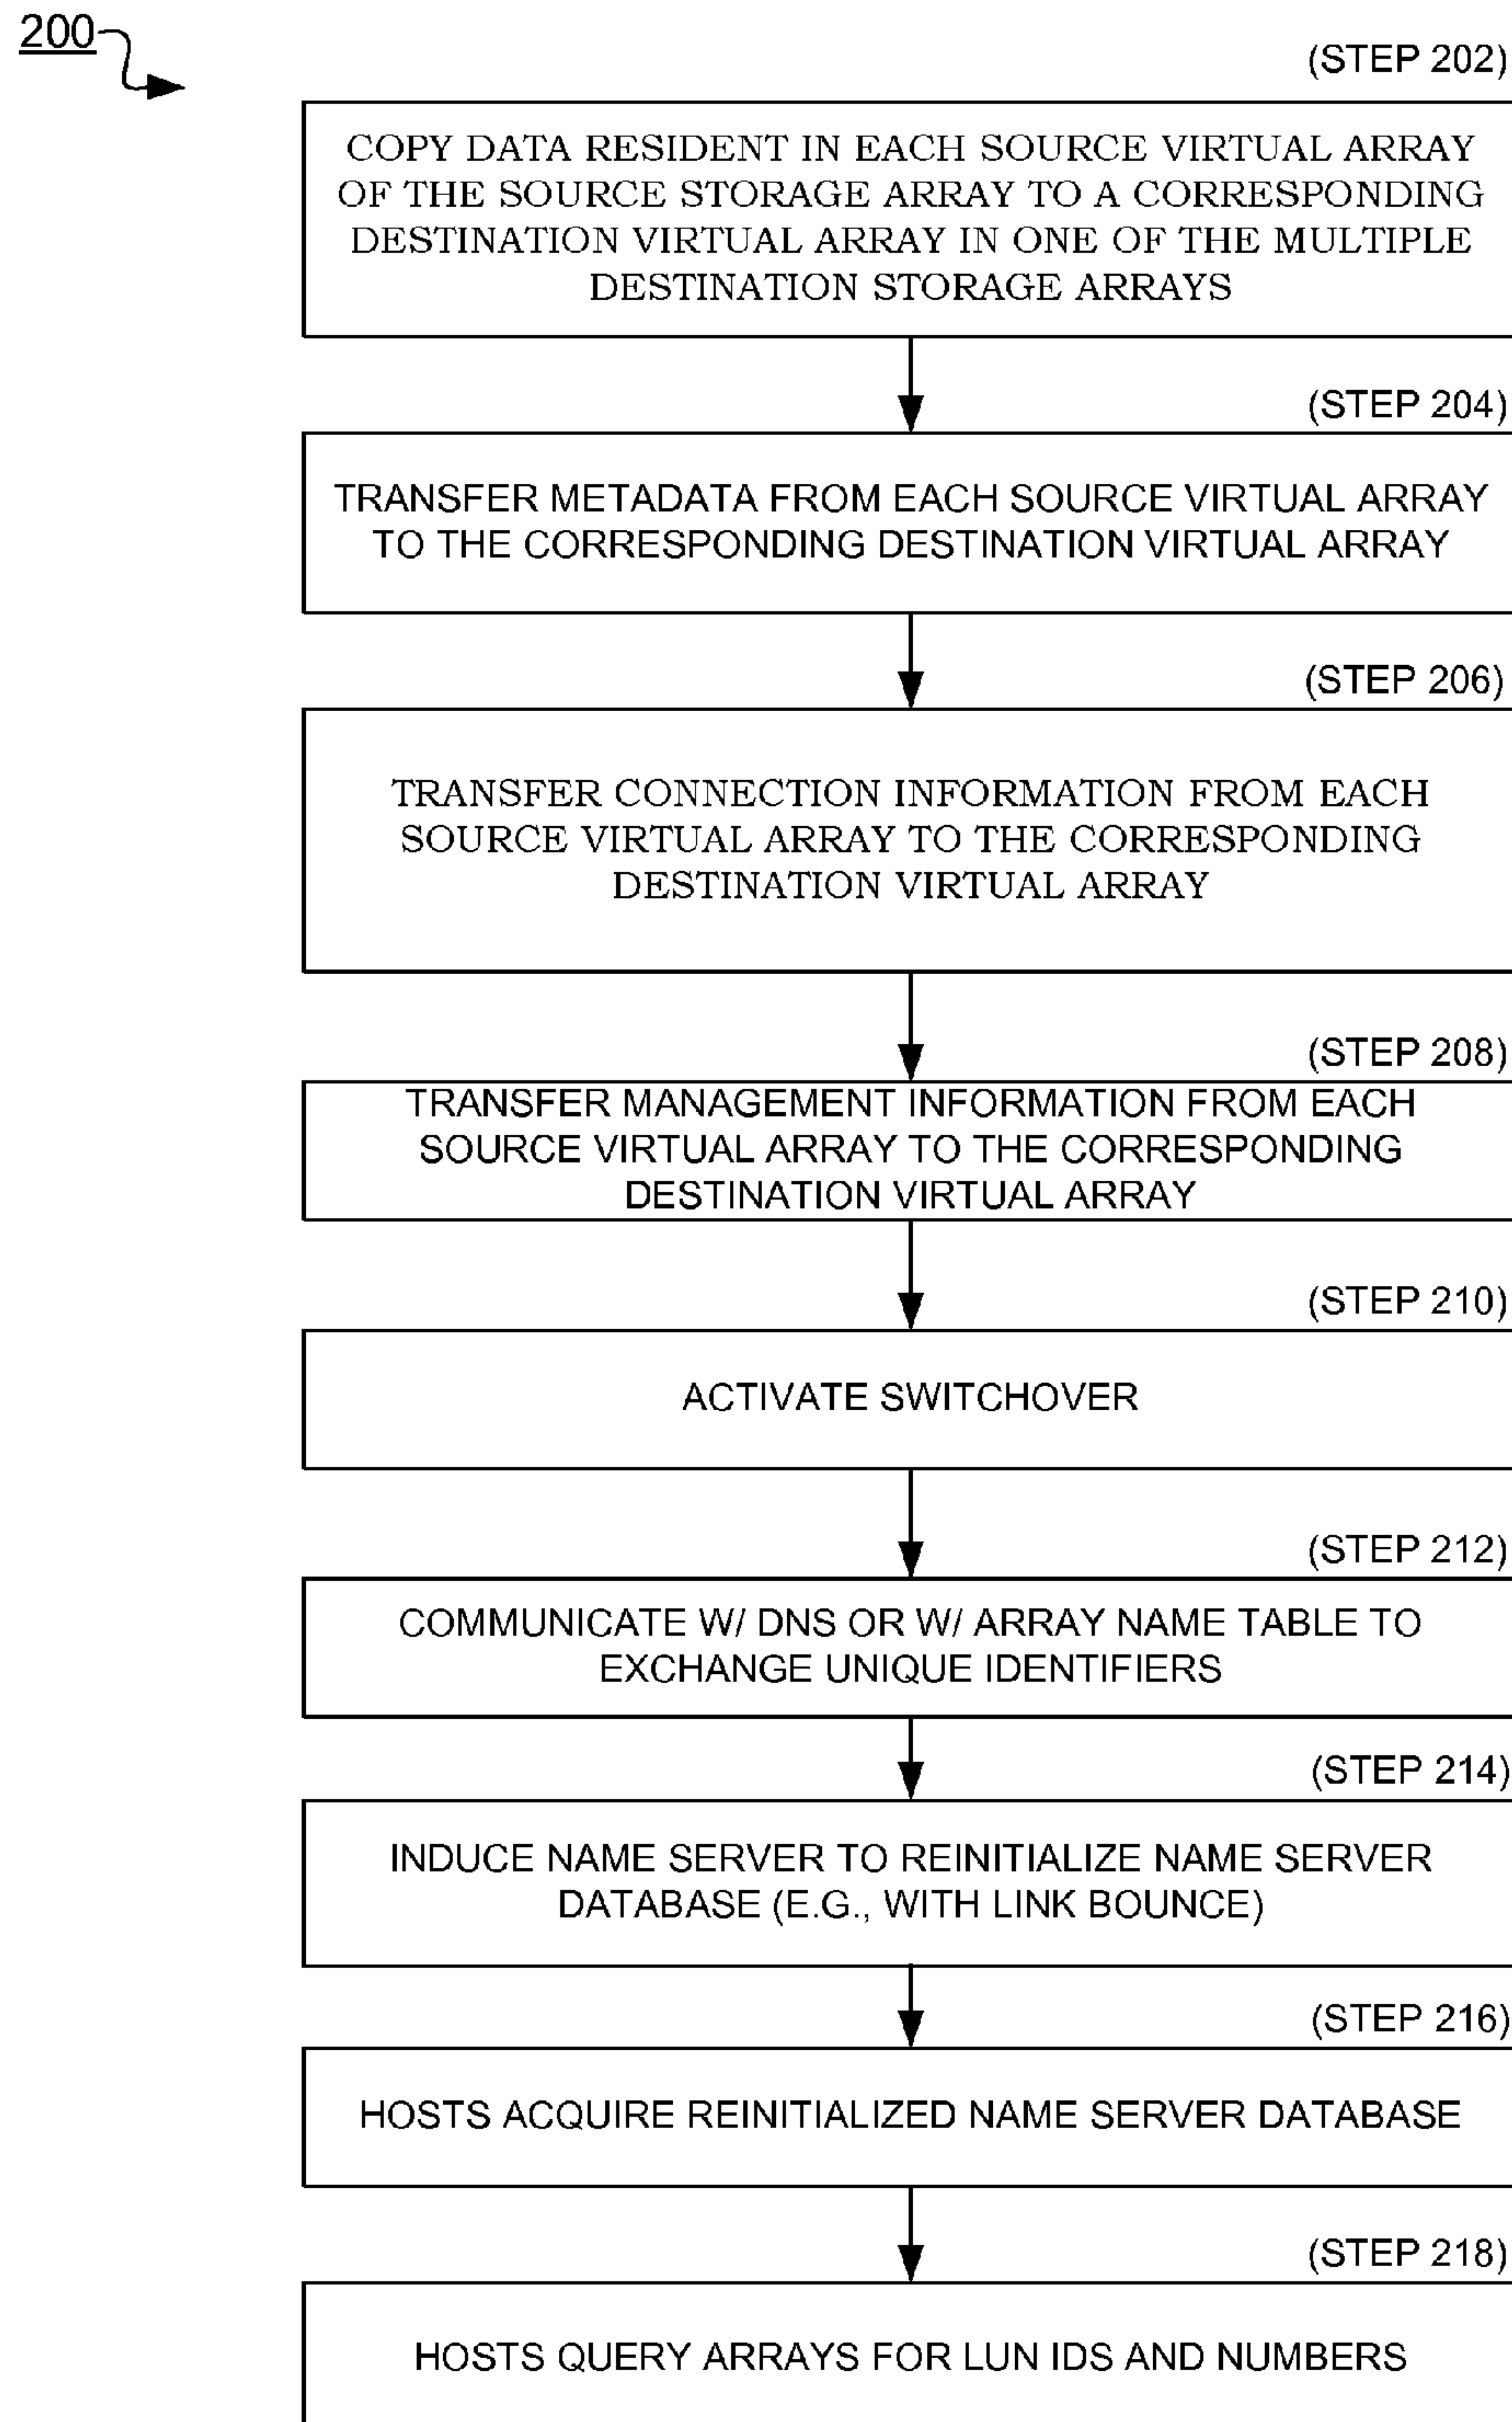 200
(STEP 202)
COPY DATA RESIDENT IN EACH SOURCE VIRTUAL ARRAY
OF THE SOURCE STORAGE ARRAY TO A CORRESPONDING
DESTINATION VIRTUAL ARRAY IN ONE OF THE MULTIPLE
DESTINATION STORAGE ARRAYS
(STEP 204)
TRANSFER METADATA FROM EACH SOURCE VIRTUAL ARRAY
TO THE CORRESPONDING DESTINATION VIRTUAL ARRAY
(STEP 206)
TRANSFER CONNECTION INFORMATION FROM EACH
SOURCE VIRTUAL ARRAY TO THE CORRESPONDING
DESTINATION VIRTUAL ARRAY
(STEP 208)
TRANSFER MANAGEMENT INFORMATION FROM EACH
SOURCE VIRTUAL ARRAY TO THE CORRESPONDING
DESTINATION VIRTUAL ARRAY
(STEP 210)
ACTIVATE SWITCHOVER
(STEP 212)
COMMUNICATE W/ DNS OR W/ ARRAY NAME TABLE TO
EXCHANGE UNIQUE IDENTIFIERS
(STEP 214)
INDUCE NAME SERVER TO REINITIALIZE NAME SERVER
DATABASE (E.G., WITH LINK BOUNCE)
(STEP 216)
HOSTS ACQUIRE REINITIALIZED NAME SERVER DATABASE
(STEP 218)
HOSTS QUERY ARRAYS FOR LUN IDS AND NUMBERS